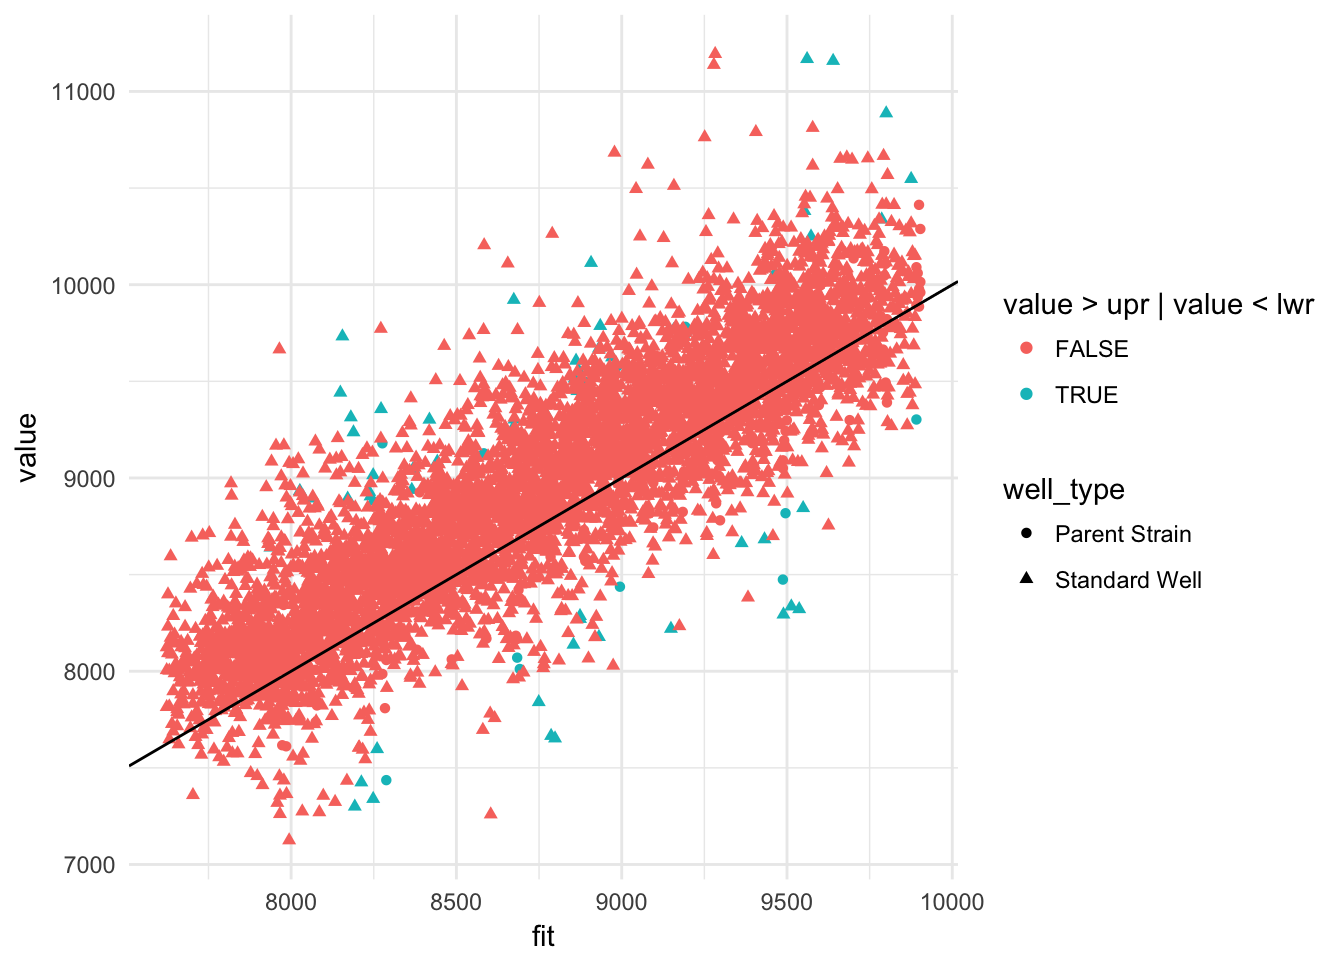 11000
10000
9000
8000
7000
value
8000
8500
9000
9500
10000
fit
value > upr | value < lwr
FALSE
TRUE
well_type
Parent Strain
Standard Well